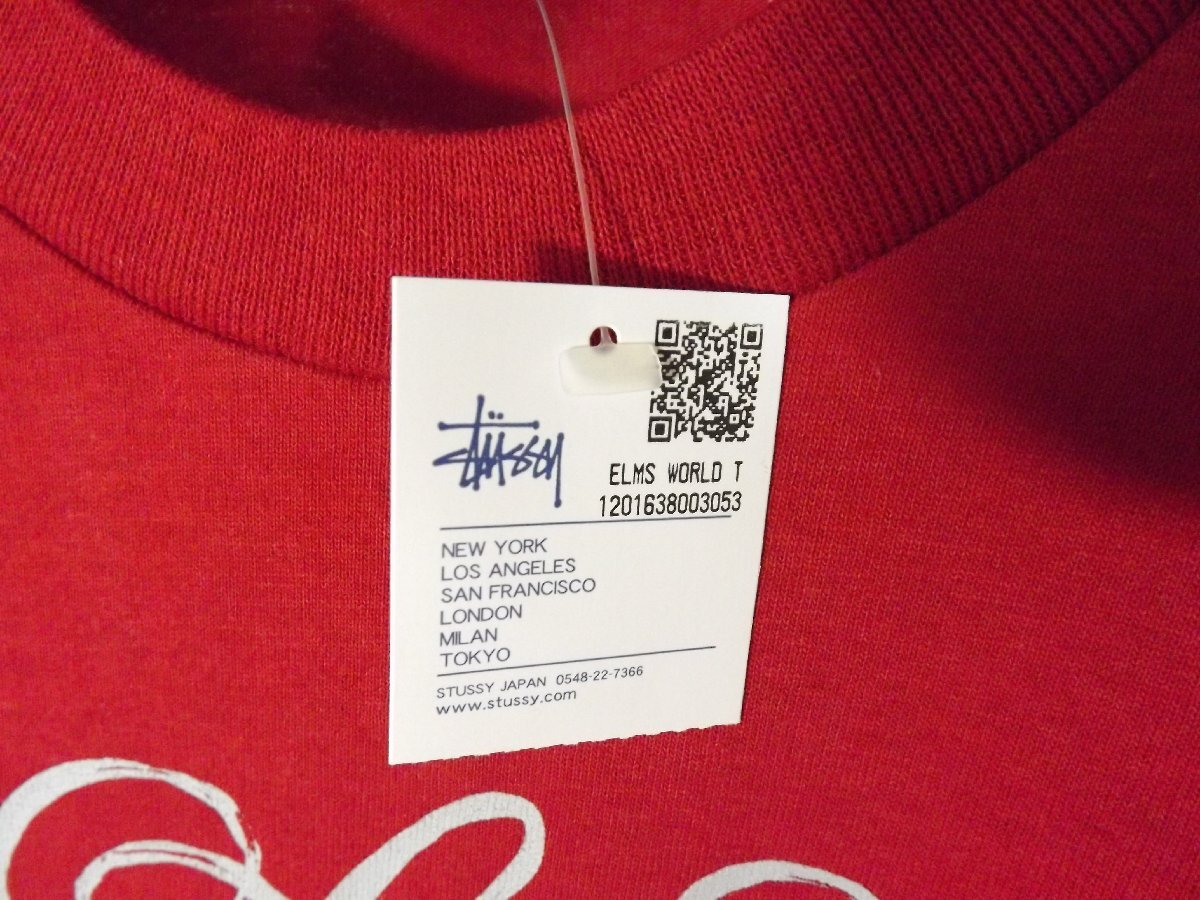 Stüssy
ELMS WORLD T
1201638003053
NEW YORK
LOS ANGELES
SAN FRANCISCO
LONDON
MILAN
TOKYO
STUSSY JAPAN 0548-22-7366
www.stussy.com